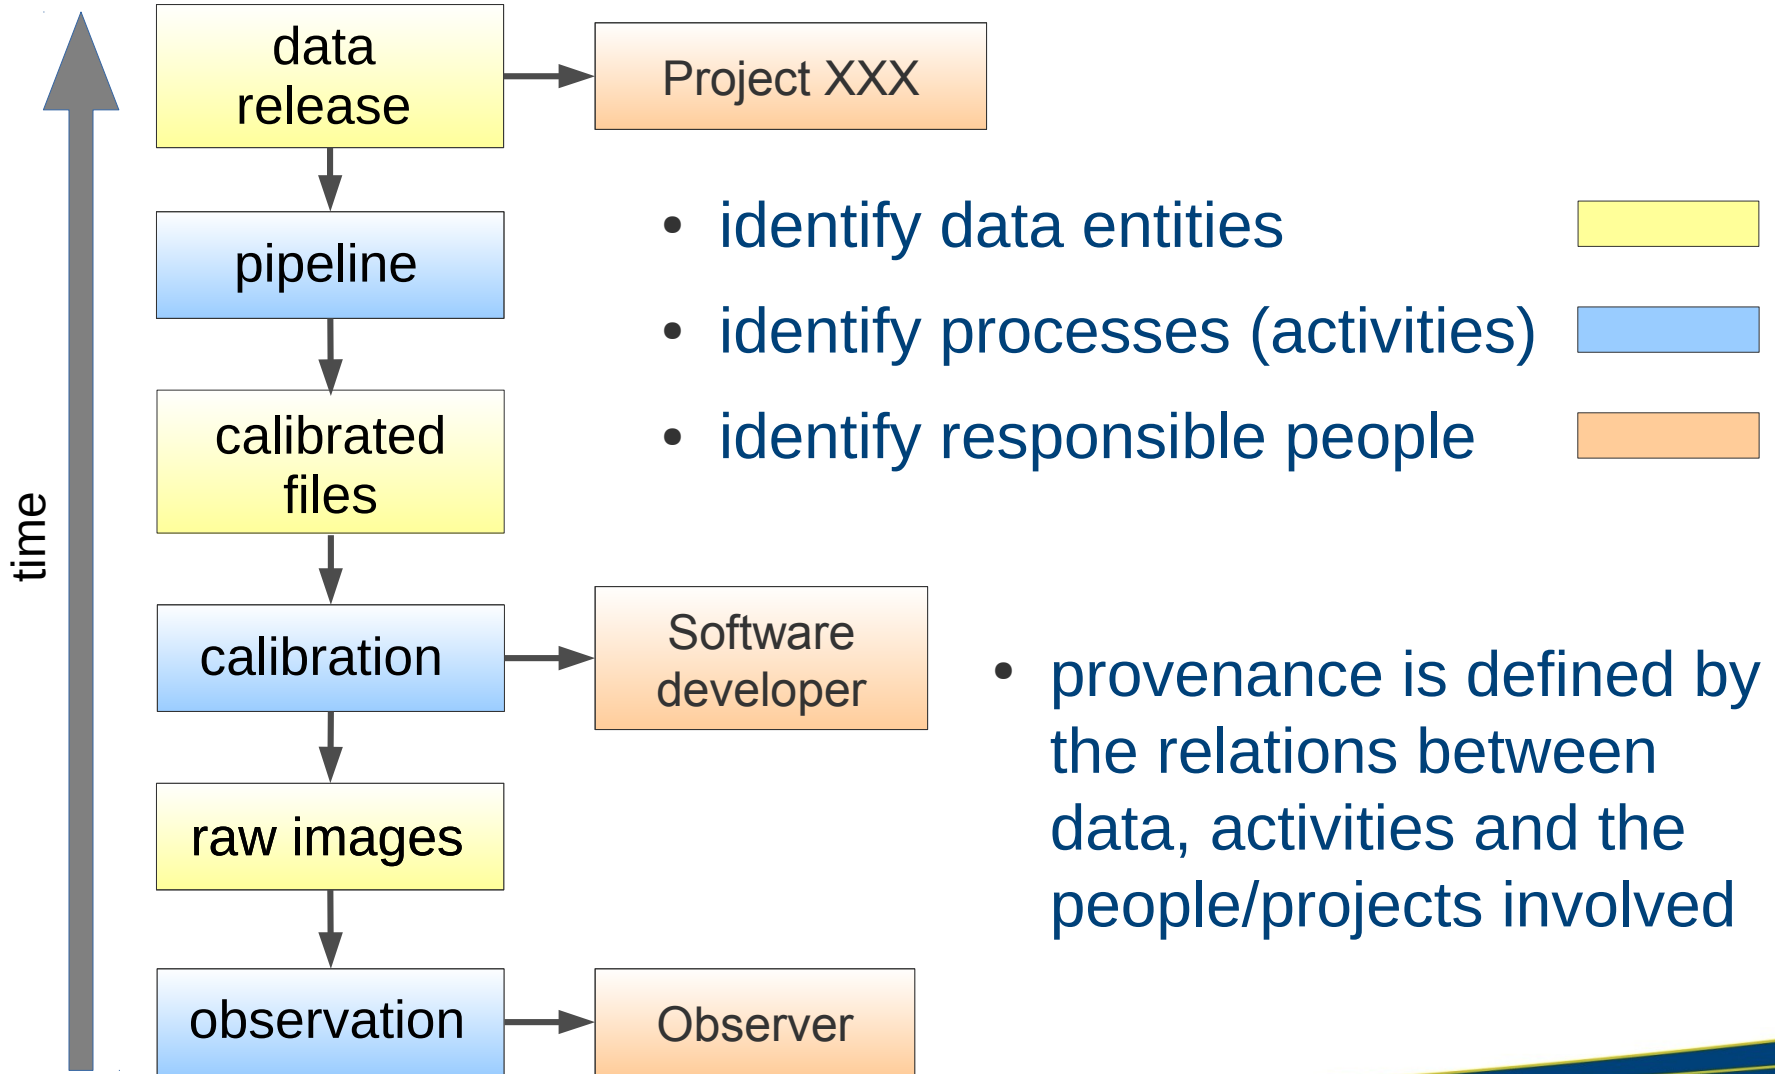 data
release
Project XXX
pipeline
calibrated
files
calibration
Software
developer
raw images
observation
Observer
time
• identify data entities
• identify processes (activities)
• identify responsible people
• provenance is defined by
the relations between
data, activities and the
people/projects involved